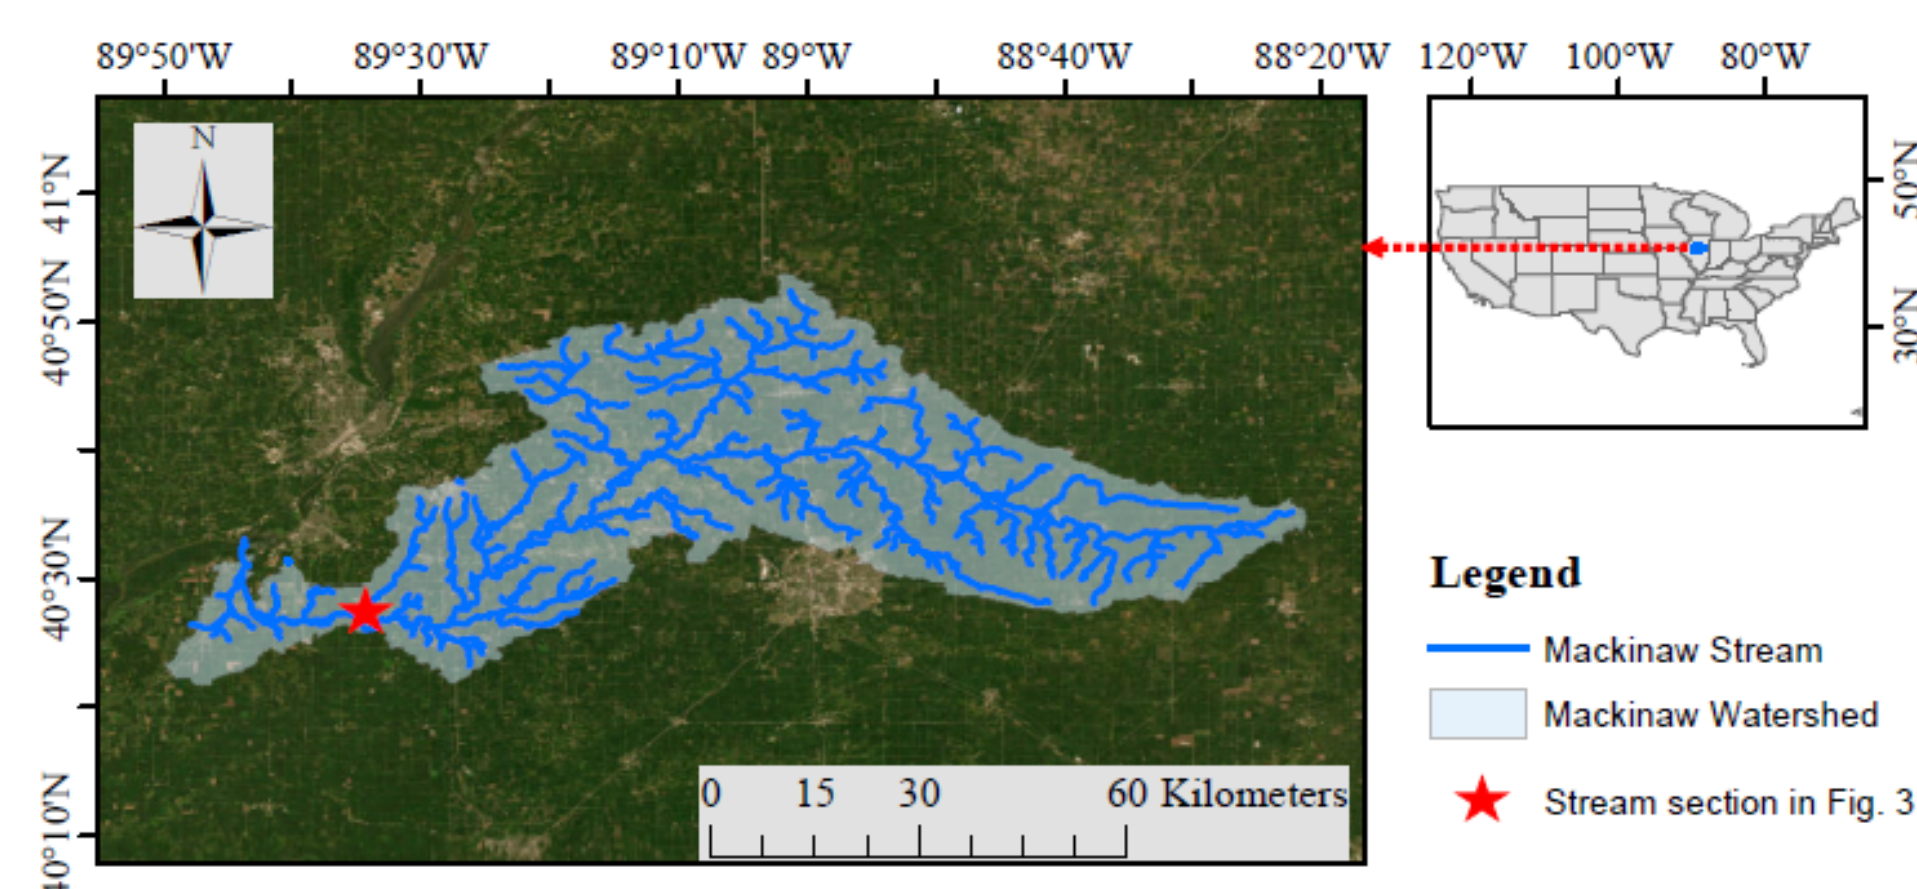 89°50'W 89°30'W 89°10'W 89°W 88°40'W 88°20'W
120°W 100°W 80°W
N
41°N
40°50'N
40°30'N
40°10'N
50°N
30°N
0 15 30 60 Kilometers
Legend
Mackinaw Stream
Mackinaw Watershed
Stream section in Fig. 3